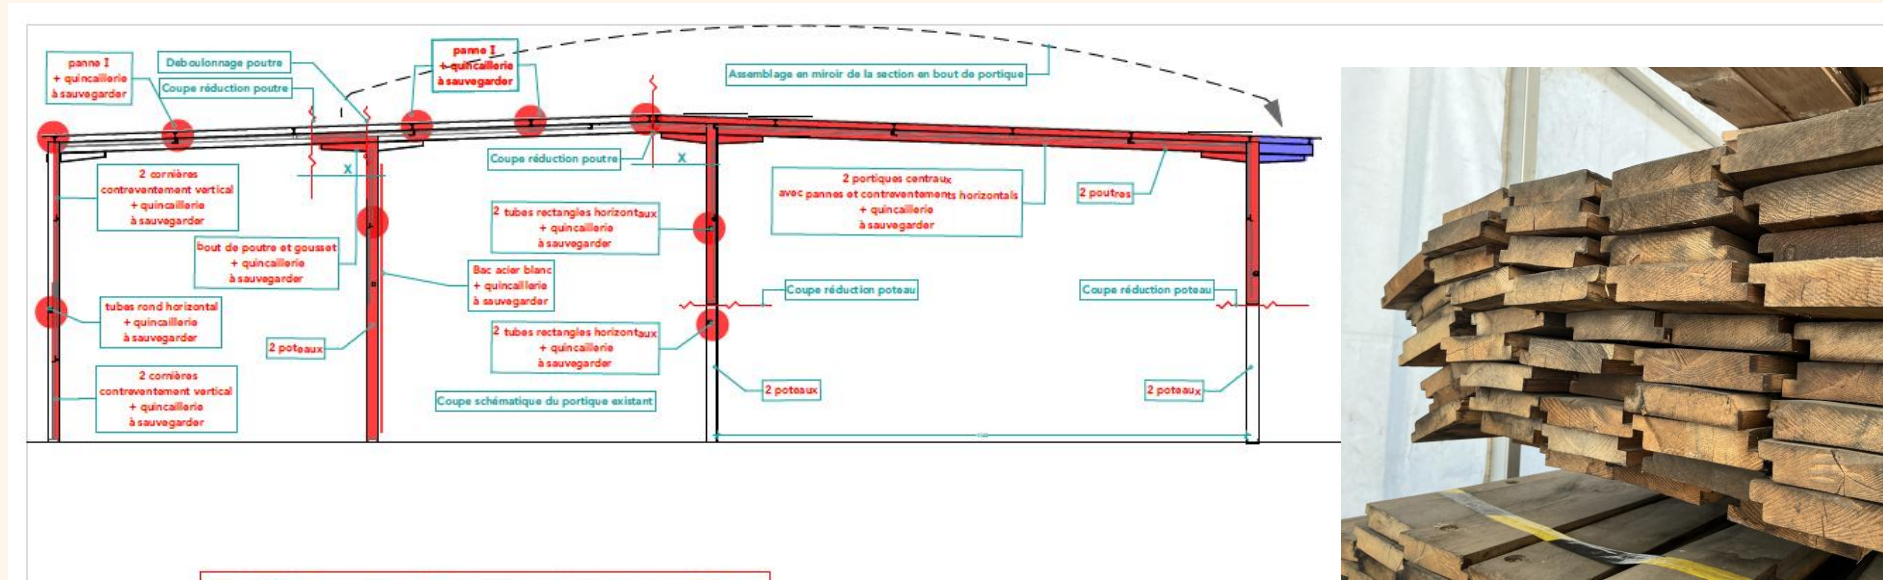 panne I
+ quincaillerie
à sauvegarder
Deboulonnage poutre
Coupe réduction poutre
panne I
+ quincaillerie
à sauvegarder
Assemblage en miroir de la section en bout de portique
Coupe réduction poutre
X
X
2 cornières
contreventement vertical
+ quincaillerie
à sauvegarder
2 portiques centraux
avec pannes et contreventements horizontals
+ quincaillerie
à sauvegarder
2 poutres
2 tubes rectangles horizontaux
+ quincaillerie
à sauvegarder
bout de poutre et gousset
+ quincaillerie
à sauvegarder
Bac acier blanc
+ quincaillerie
à sauvegarder
Coupe réduction poteau
Coupe réduction poteau
tubes rond horizontal
+ quincaillerie
à sauvegarder
2 poteaux
2 tubes rectangles horizontaux
+ quincaillerie
à sauvegarder
2 cornières
contreventement vertical
+ quincaillerie
à sauvegarder
2 poteaux
2 poteaux
Coupe schématique du portique existant